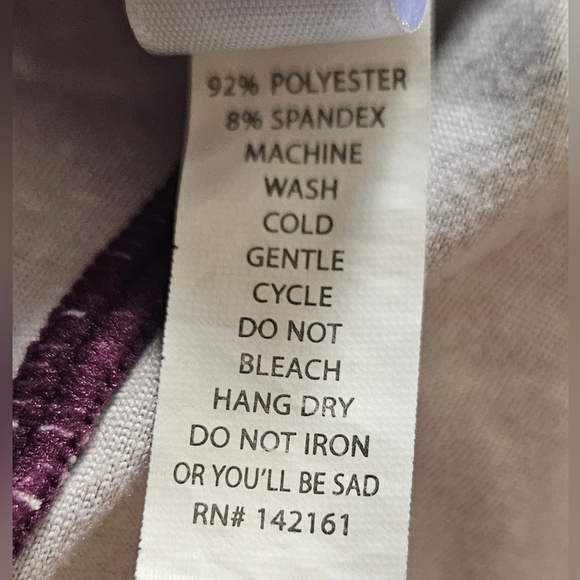 92% POLYESTER
8% SPANDEX
MACHINE
WASH
COLD
GENTLE
CYCLE
DO NOT
BLEACH
HANG DRY
DO NOT IRON
OR YOU'LL BE SAD
RN# 142161